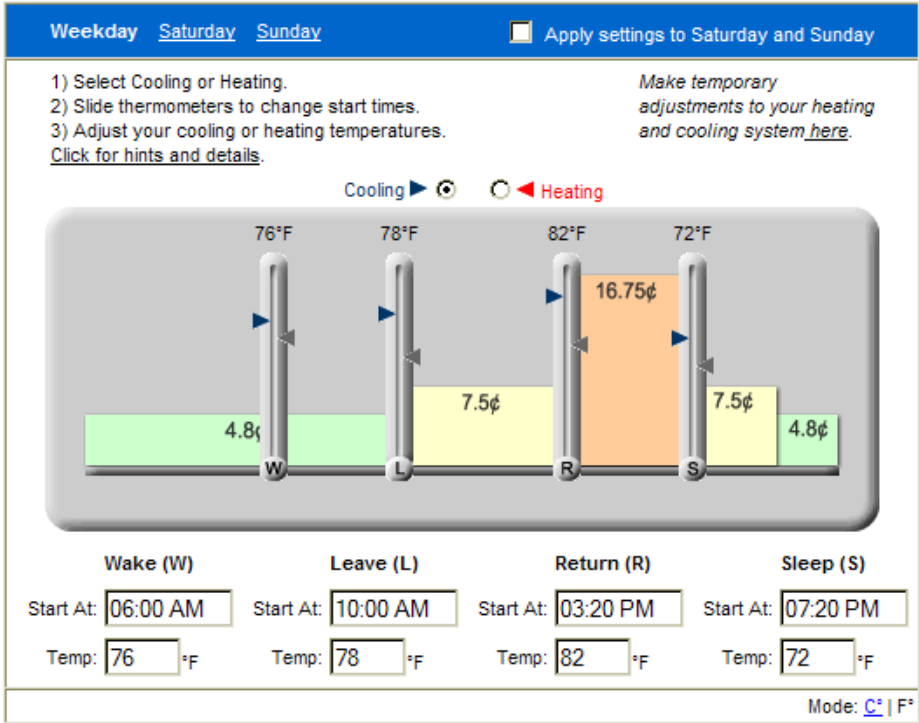 Weekday Saturday Sunday Apply settings to Saturday and Sunday
1) Select Cooling or Heating.
2) Slide thermometers to change start times.
3) Adjust your cooling or heating temperatures.
Click for hints and details.
Make temporary
adjustments to your heating
and cooling system here.
Cooling Heating
76°F 78°F 82°F 72°F
16.75¢
7.5¢ 7.5¢
4.8¢ 4.8¢
W L R S
Wake (W) Leave (L) Return (R) Sleep (S)
Start At: 06:00 AM Start At: 10:00 AM Start At: 03:20 PM Start At: 07:20 PM
Temp: 76 °F Temp: 78 °F Temp: 82 °F Temp: 72 °F
Mode: C° | F°